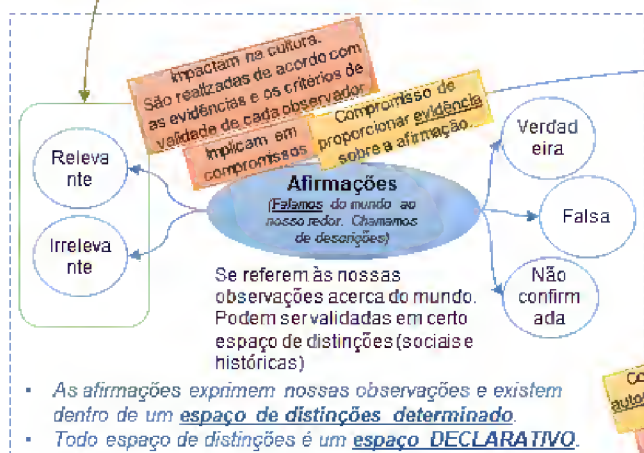 Impactam na cultura.
São realizadas de acordo com
as evidências e os critérios de
validade de cada observador
Implicam em
compromissos
Compromisso de
proporcionar evidência
sobre a afirmação...
Releva
nte
Irreleva
nte
Afirmações
(Falamos do mundo ao
nosso redor. Chamamos
de descrições)
Verdad
eira
Falsa
Não
confirm
ada
Se referem às nossas
observações acerca do mundo.
Podem ser validadas em certo
espaço de distinções (sociais e
históricas)
• As afirmações exprimem nossas observações e existem
dentro de um espaço de distinções determinado.
• Todo espaço de distinções é um espaço DECLARATIVO.